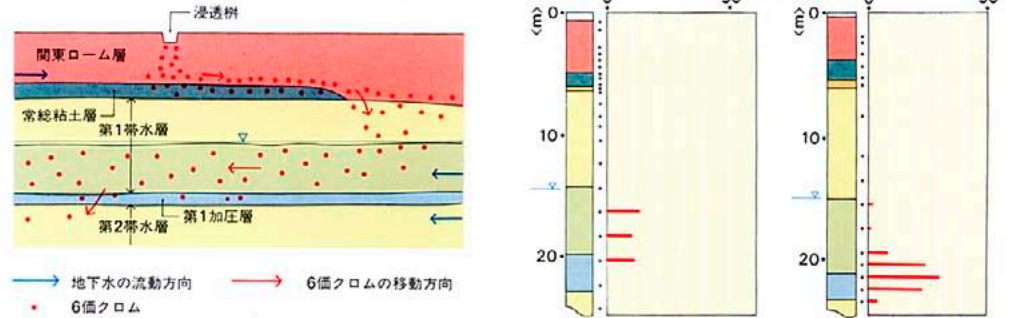 浸透桝
関東ローム層
常総粘土層
第1帯水層
第1加圧層
第2帯水層
地下水の流動方向
6価クロムの移動方向
6価クロム
0
(m)
10
20
0
(m)
10
20